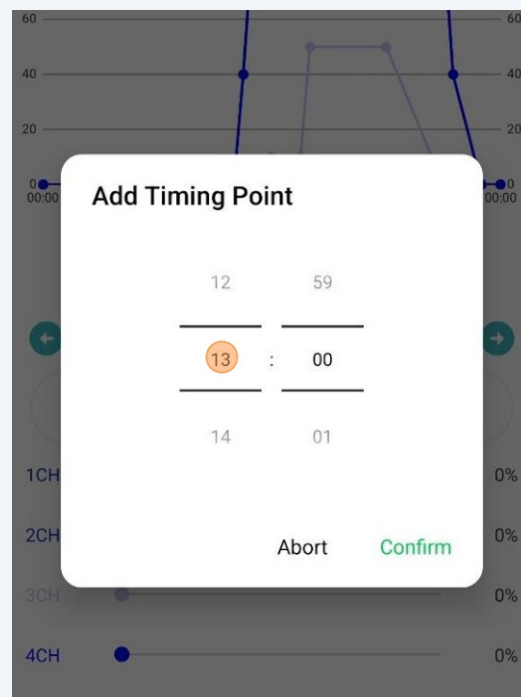 60 60
40 40
20 20
0 0
00:00 00:00
Add Timing Point
12 59
13 : 00
14 01
1CH 0%
2CH 0%
3CH 0%
4CH 0%
Abort Confirm